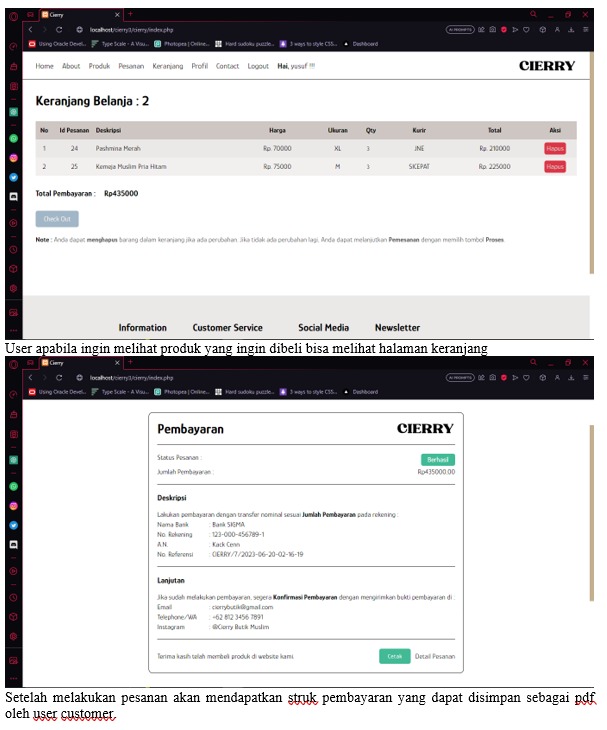 Cierry
localhost/cierry3/cierry/index.php
AI PROMPTS
Using Oracle Devel... Type Scale - A Visu... Photopea | Online... Hard sudoku puzzle... 3 ways to style CSS... Dashboard
Home About Produk Pesanan Keranjang Profil Contact Logout Hai, yusuf !!!
CIERRY
Keranjang Belanja : 2
No Id Pesanan Deskripsi Harga Ukuran Qty Kurir Total Aksi
1 24 Pashmina Merah Rp. 70000 XL 3 JNE Rp. 210000 Hapus
2 25 Kemeja Muslim Pria Hitam Rp. 75000 M 3 SICEPAT Rp. 225000 Hapus
Total Pembayaran : Rp435000
Check Out
Note : Anda dapat menghapus barang dalam keranjang jika ada perubahan. Jika tidak ada perubahan lagi, Anda dapat melanjutkan Pemesanan dengan memilih tombol Proses.
Information Customer Service Social Media Newsletter
User apabila ingin melihat produk yang ingin dibeli bisa melihat halaman keranjang
Cierry
localhost/cierry3/cierry/index.php
AI PROMPTS
Using Oracle Devel... Type Scale - A Visu... Photopea | Online... Hard sudoku puzzle... 3 ways to style CSS... Dashboard
Pembayaran
CIERRY
Status Pesanan : Berhasil
Jumlah Pembayaran : Rp435000.00
Deskripsi
Lakukan pembayaran dengan transfer nominal sesuai Jumlah Pembayaran pada rekening :
Nama Bank : Bank SIGMA
No. Rekening : 123-000-456789-1
A.N. : Kack Cenn
No. Referensi : CIERRY/7/2023-06-20-02-16-19
Lanjutan
Jika sudah melakukan pembayaran, segera Konfirmasi Pembayaran dengan mengirimkan bukti pembayaran di :
Email : cierrybutik@gmail.com
Telephone/WA : +62 812 3456 7891
Instagram : @Cierry Butik Muslim
Terima kasih telah membeli produk di website kami.
Cetak Detail Pesanan
Setelah melakukan pesanan akan mendapatkan struk pembayaran yang dapat disimpan sebagai pdf
oleh user customer.